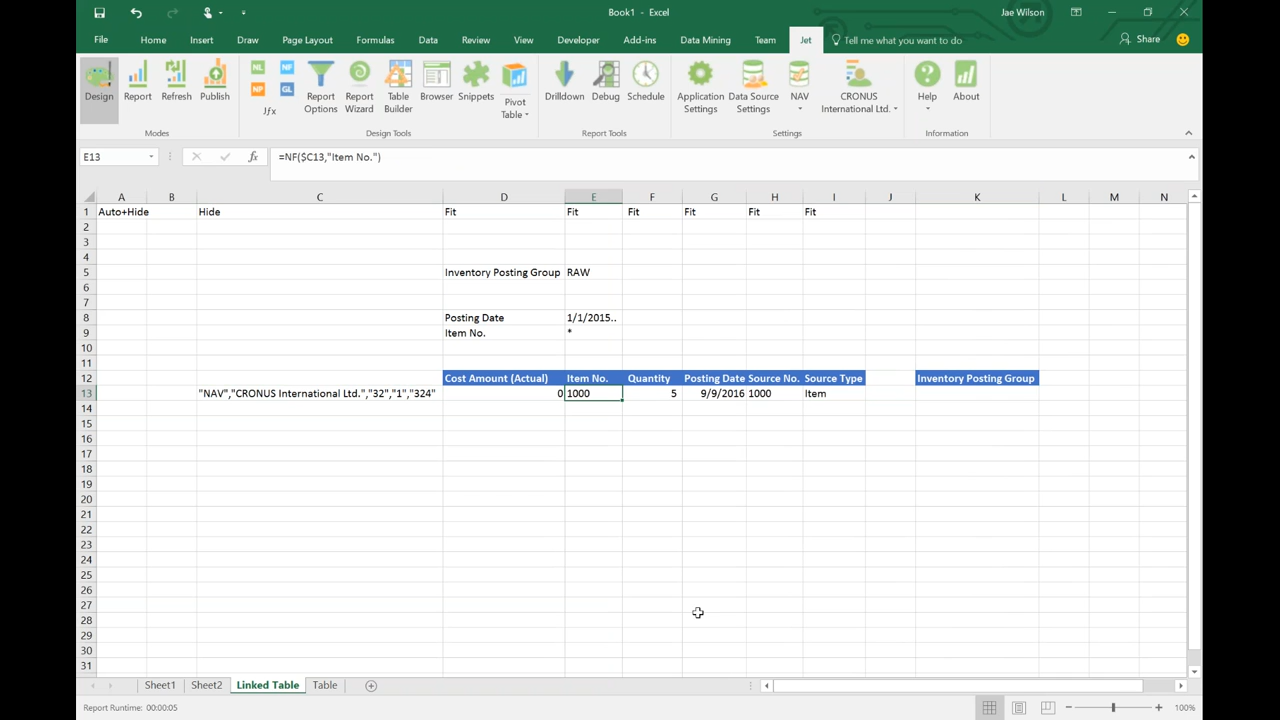 Book1 - Excel
Jae Wilson
File Home Insert Draw Page Layout Formulas Data Review View Developer Add-ins Data Mining Team Jet Tell me what you want to do Share
NL NF NP GL
Design Report Refresh Publish Jfx Report Options Report Wizard Table Builder Browser Snippets Pivot Table Drilldown Debug Schedule Application Settings Data Source Settings NAV CRONUS International Ltd. Help About
Modes Design Tools Report Tools Settings Information
E13 fx =NF($C13,"Item No.")
A B C D E F G H I J K L M N
1 Auto+Hide Hide Fit Fit Fit Fit Fit Fit
2
3
4
5 Inventory Posting Group RAW
6
7
8 Posting Date 1/1/2015..
9 Item No. *
10
11
12 Cost Amount (Actual) Item No. Quantity Posting Date Source No. Source Type Inventory Posting Group
13 "NAV","CRONUS International Ltd.","32","1","324" 0 1000 5 9/9/2016 1000 Item
14
15
16
17
18
19
20
21
22
23
24
25
26
27
28
29
30
31
Sheet1 Sheet2 Linked Table Table
Report Runtime: 00:00:05 100%